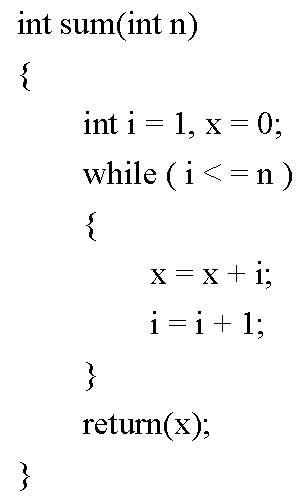 int sum(int n)
{
int i = 1, x = 0;
while ( i < = n )
{
x = x + i;
i = i + 1;
}
return(x);
}